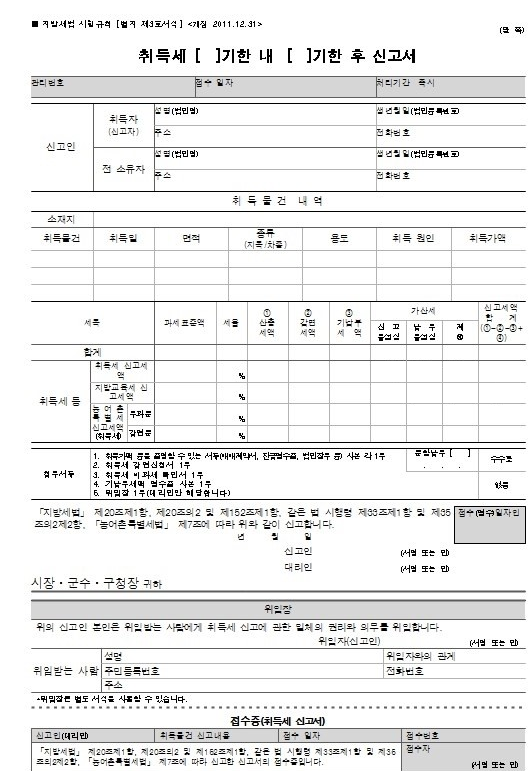 ■ 지방세법 시행규칙 [별지 제3호서식] <개정 2011.12.31>
(앞 쪽)
취득세 [ ]기한 내 [ ]기한 후 신고서
관리번호 접수 일자 처리기간 즉시
신고인 취득자 (신고자) 성명(법인명) 생년월일(법인등록번호)
주소 전화번호
전 소유자 성명(법인명) 생년월일(법인등록번호)
주소 전화번호
취 득 물 건 내 역
소재지
취득물건 취득일 면적 종류 (지목/차종) 용도 취득 원인 취득가액
세목 과세표준액 세율 ① 산출 세액 ② 감면 세액 ③ 기납부 세 액 가산세 신고세액 합 계 (①-②-③+④)
신 고 불성실 납 부 불성실 계 ④
합계
취득세 등 취득세 신고세액 %
지방교육세 신고세액 %
농어촌특별세 신고세액 (취득세) 부과분 %
감면분 %
첨부서류
1. 취득가액 등을 증명할 수 있는 서류(매매계약서, 잔금영수증, 법인장부 등) 사본 각 1부
2. 취득세 감면신청서 1부
3. 취득세 비과세 확인서 1부
4. 기납부세액 영수증 사본 1부
5. 위임장 1부(대리인만 해당합니다)
분할납부 [ ]
수수료
없음
「지방세법」 제20조제1항, 제20조의2 및 제152조제1항, 같은 법 시행령 제33조제1항 및 제35
조의2제2항, 「농어촌특별세법」 제7조에 따라 위와 같이 신고합니다.
접수(영수)일자인
년 월 일
신고인 (서명 또는 인)
대리인 (서명 또는 인)
시장·군수·구청장 귀하
위임장
위의 신고인 본인은 위임받는 사람에게 취득세 신고에 관한 일체의 권리와 의무를 위임합니다.
위임자(신고인) (서명 또는 인)
위임받는 사람 성명 위임자와의 관계
주민등록번호 전화번호
주소
*위임장은 별도 서식을 사용할 수 있습니다.
접수증(취득세 신고서)
신고인(대리인) 취득물건 신고내용 접수 일자 접수번호
「지방세법」 제20조제1항, 제20조의2 및 제152조제1항, 같은 법 시행령 제33조제1항 및 제35
조의2제2항, 「농어촌특별세법」 제7조에 따라 신고한 신고서의 접수증입니다.
접수자
(서명 또는 인)